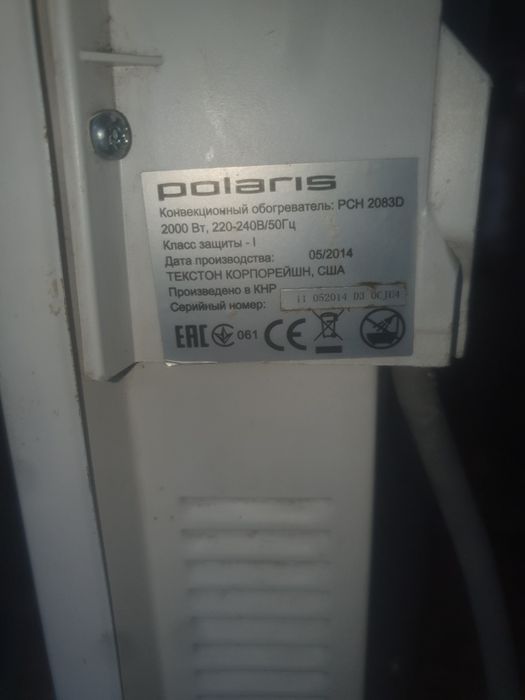 polaris
Конвекционный обогреватель: PCH 2083D
2000 Вт, 220-240В/50Гц
Класс защиты - I
Дата производства: 05/2014
ТЕКСТОН КОРПОРЕЙШН, США
Произведено в КНР
Серийный номер: 11 052014 D3 OCJC4
EAC 061 CE